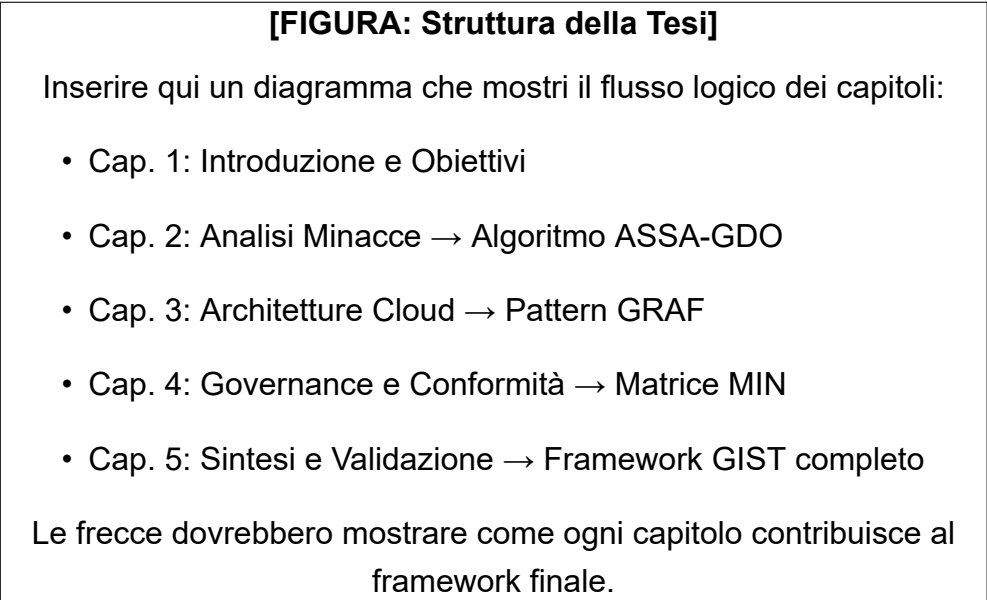 [FIGURA: Struttura della Tesi]
Inserire qui un diagramma che mostri il flusso logico dei capitoli:
• Cap. 1: Introduzione e Obiettivi
• Cap. 2: Analisi Minacce → Algoritmo ASSA-GDO
• Cap. 3: Architetture Cloud → Pattern GRAF
• Cap. 4: Governance e Conformità → Matrice MIN
• Cap. 5: Sintesi e Validazione → Framework GIST completo
Le frecce dovrebbero mostrare come ogni capitolo contribuisce al
framework finale.